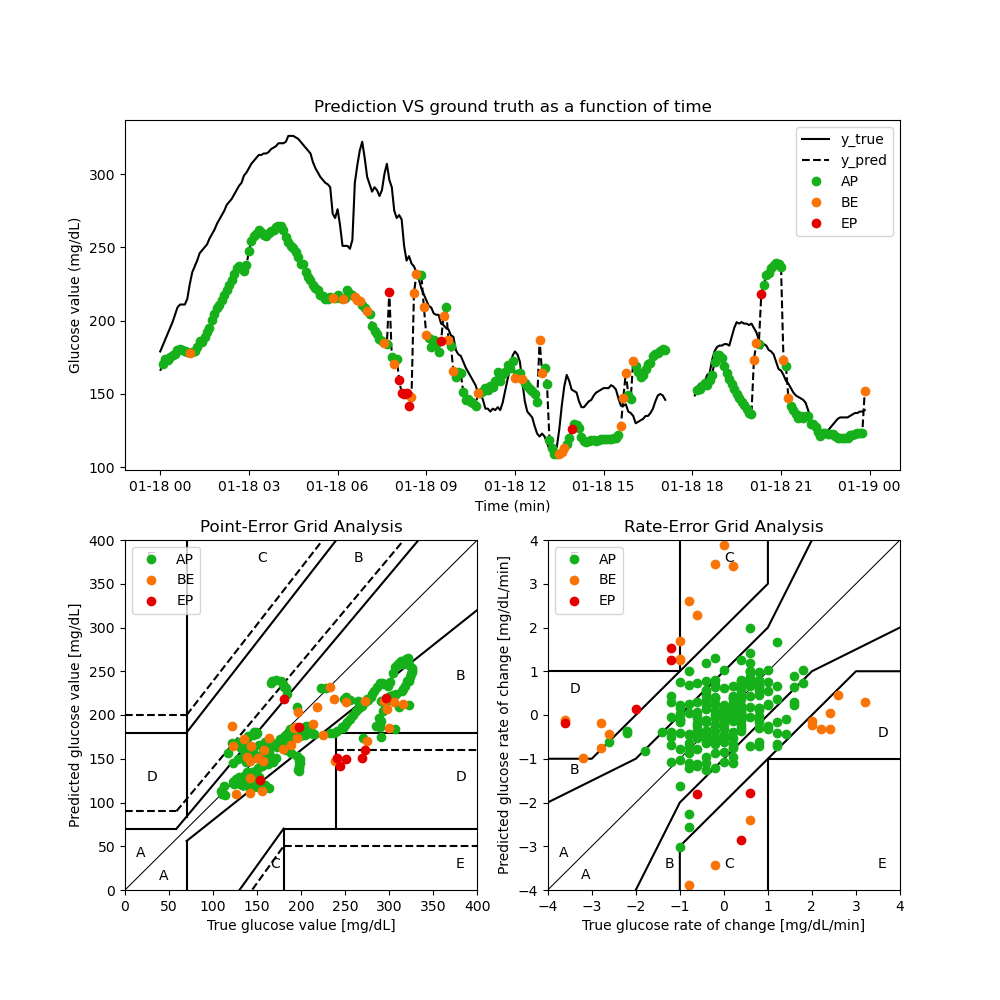 Prediction VS ground truth as a function of time
Glucose value (mg/dL)
300
250
200
150
100
y_true
y_pred
AP
BE
EP
01-18 00 01-18 03 01-18 06 01-18 09 01-18 12 01-18 15 01-18 18 01-18 21 01-19 00
Time (min)
Point-Error Grid Analysis
Predicted glucose value [mg/dL]
400
350
300
250
200
150
100
50
0
AP
BE
EP
C
B
B
D
D
A
A
C
E
0 50 100 150 200 250 300 350 400
True glucose value [mg/dL]
Rate-Error Grid Analysis
Predicted glucose rate of change [mg/dL/min]
4
3
2
1
0
−1
−2
−3
−4
AP
BE
EP
C
D
D
B
A
A
B
C
E
−4 −3 −2 −1 0 1 2 3 4
True glucose rate of change [mg/dL/min]